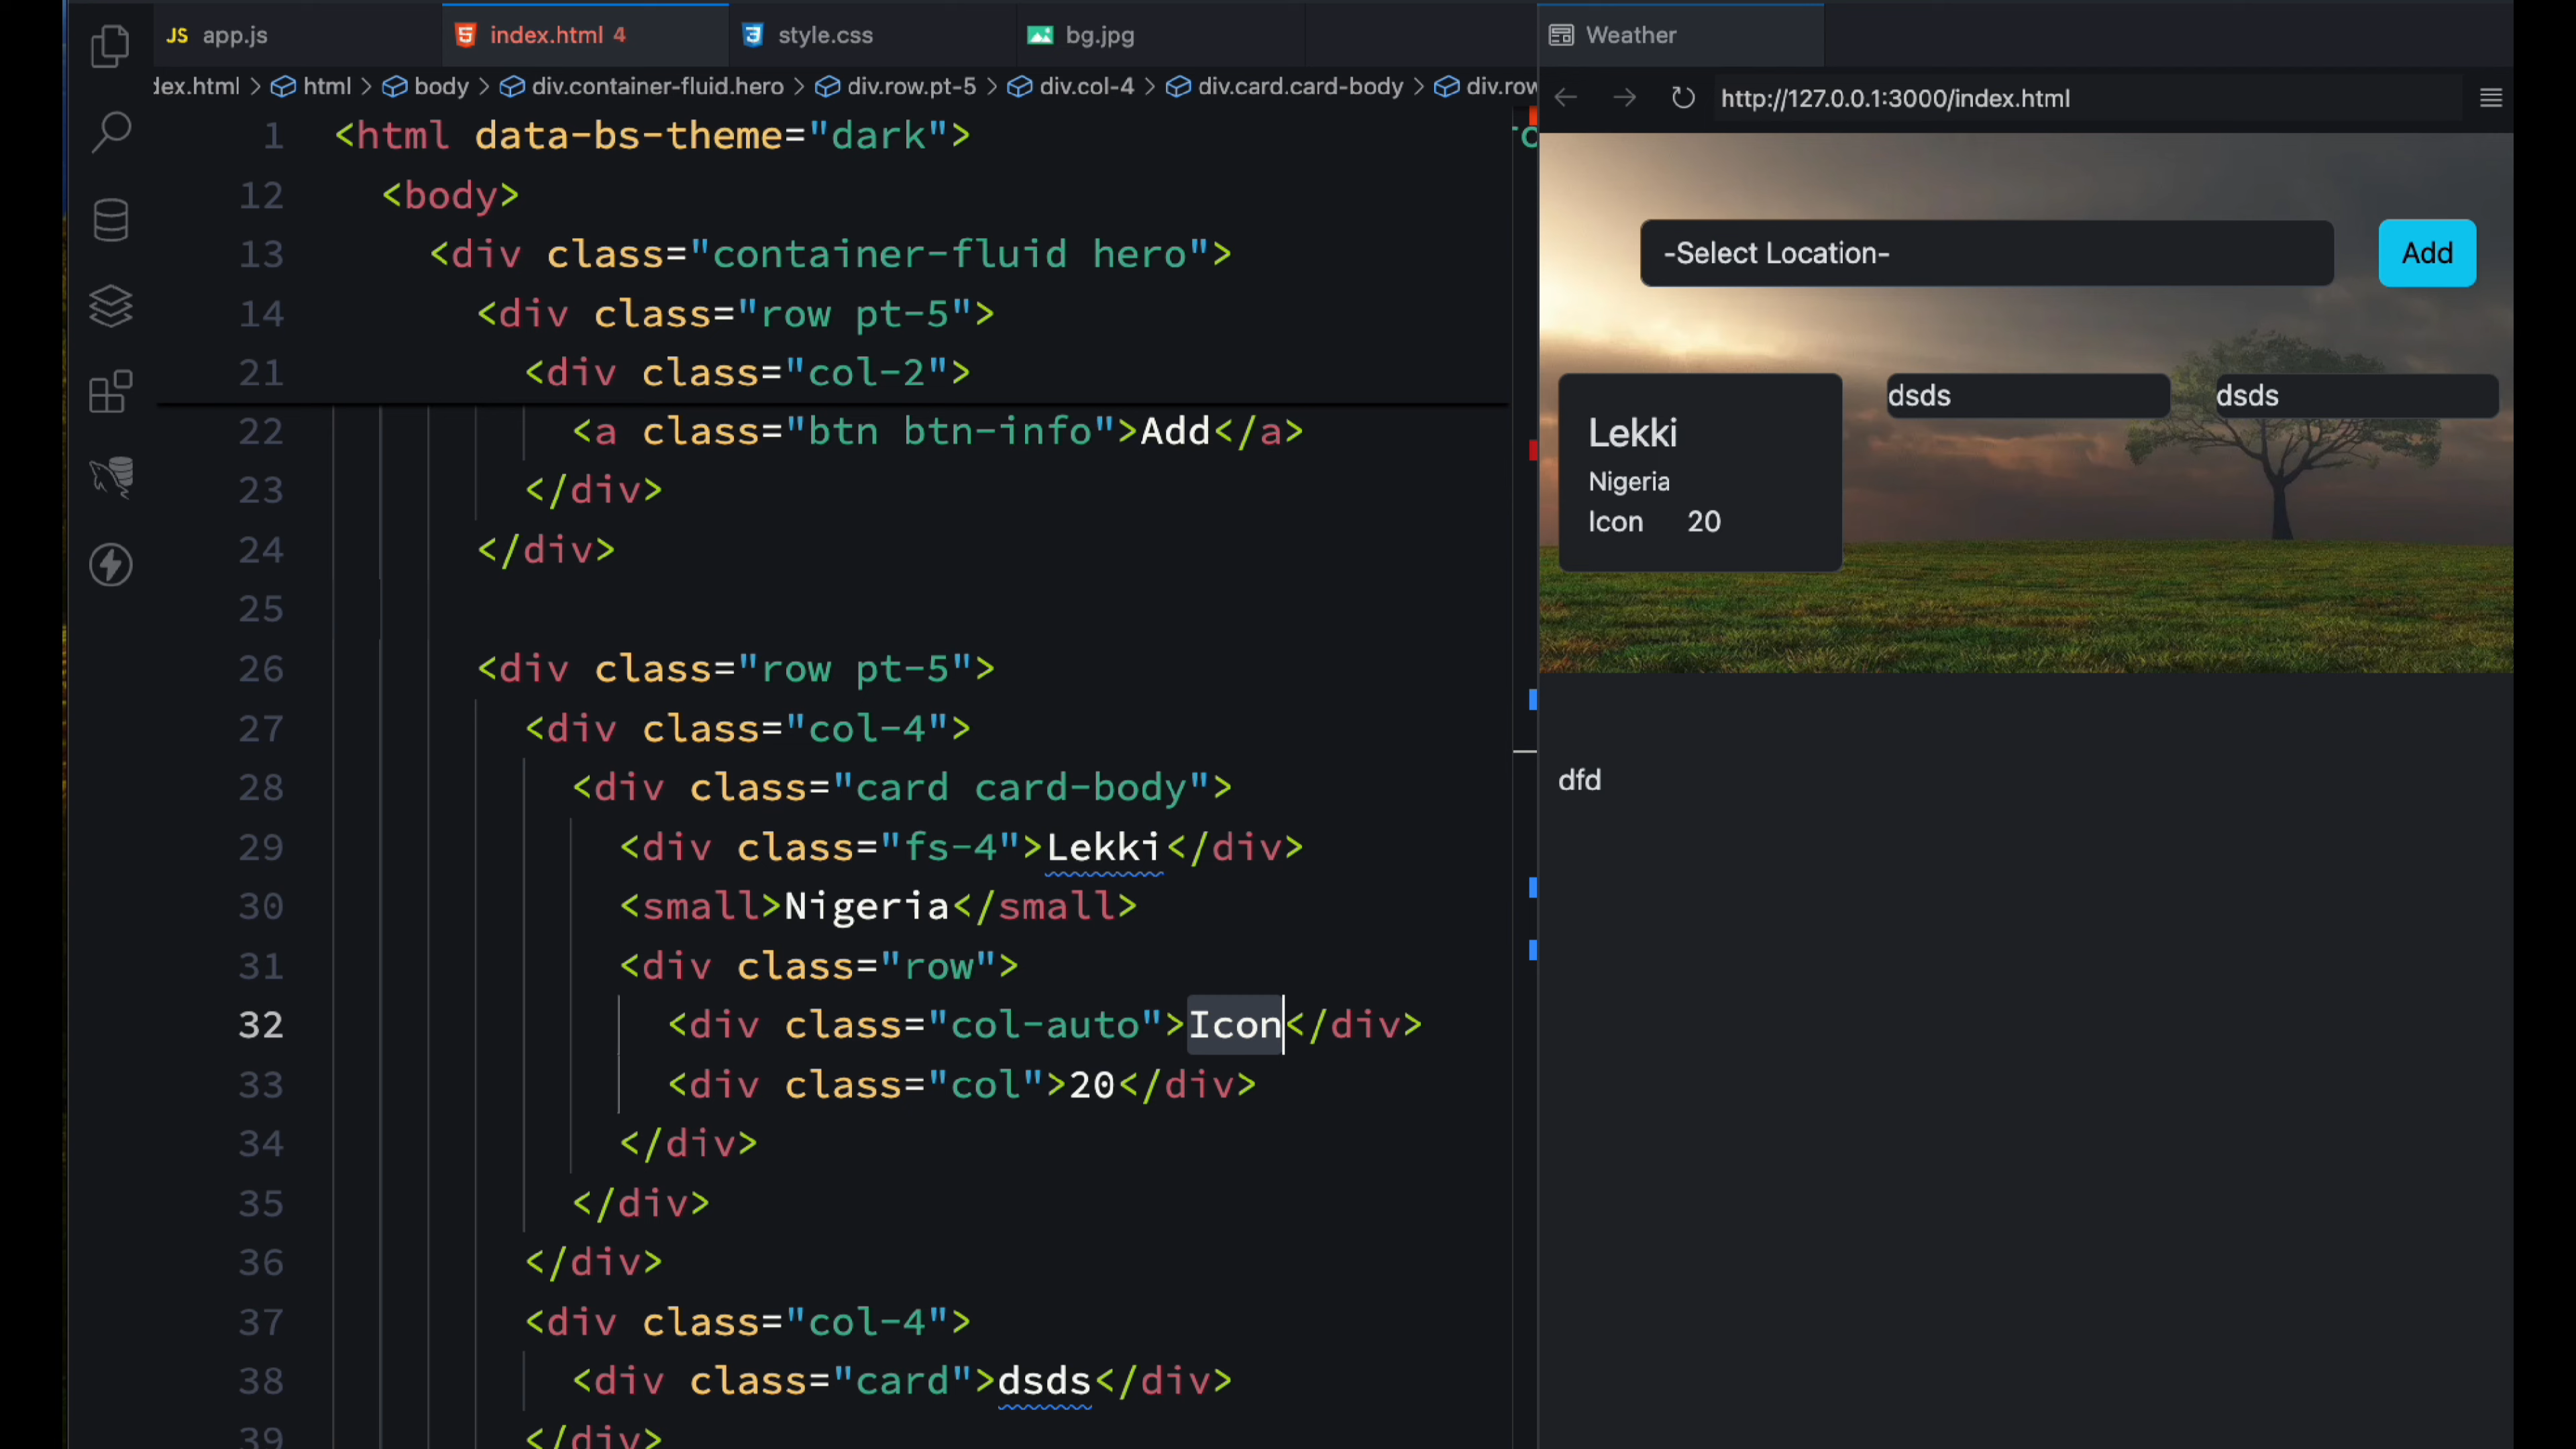 app.js
index.html 4
style.css
bg.jpg
Weather
dex.html > html > body > div.container-fluid.hero > div.row.pt-5 > div.col-4 > div.card.card-body > div.row
http://127.0.0.1:3000/index.html
1 <html data-bs-theme="dark">
12 <body>
13 <div class="container-fluid hero">
14 <div class="row pt-5">
21 <div class="col-2">
22 <a class="btn btn-info">Add</a>
23 </div>
24 </div>
25
26 <div class="row pt-5">
27 <div class="col-4">
28 <div class="card card-body">
29 <div class="fs-4">Lekki</div>
30 <small>Nigeria</small>
31 <div class="row">
32 <div class="col-auto">Icon</div>
33 <div class="col">20</div>
34 </div>
35 </div>
36 </div>
37 <div class="col-4">
38 <div class="card">dsds</div>
39 </div>
-Select Location-
Add
Lekki
Nigeria
Icon 20
dsds
dsds
dfd